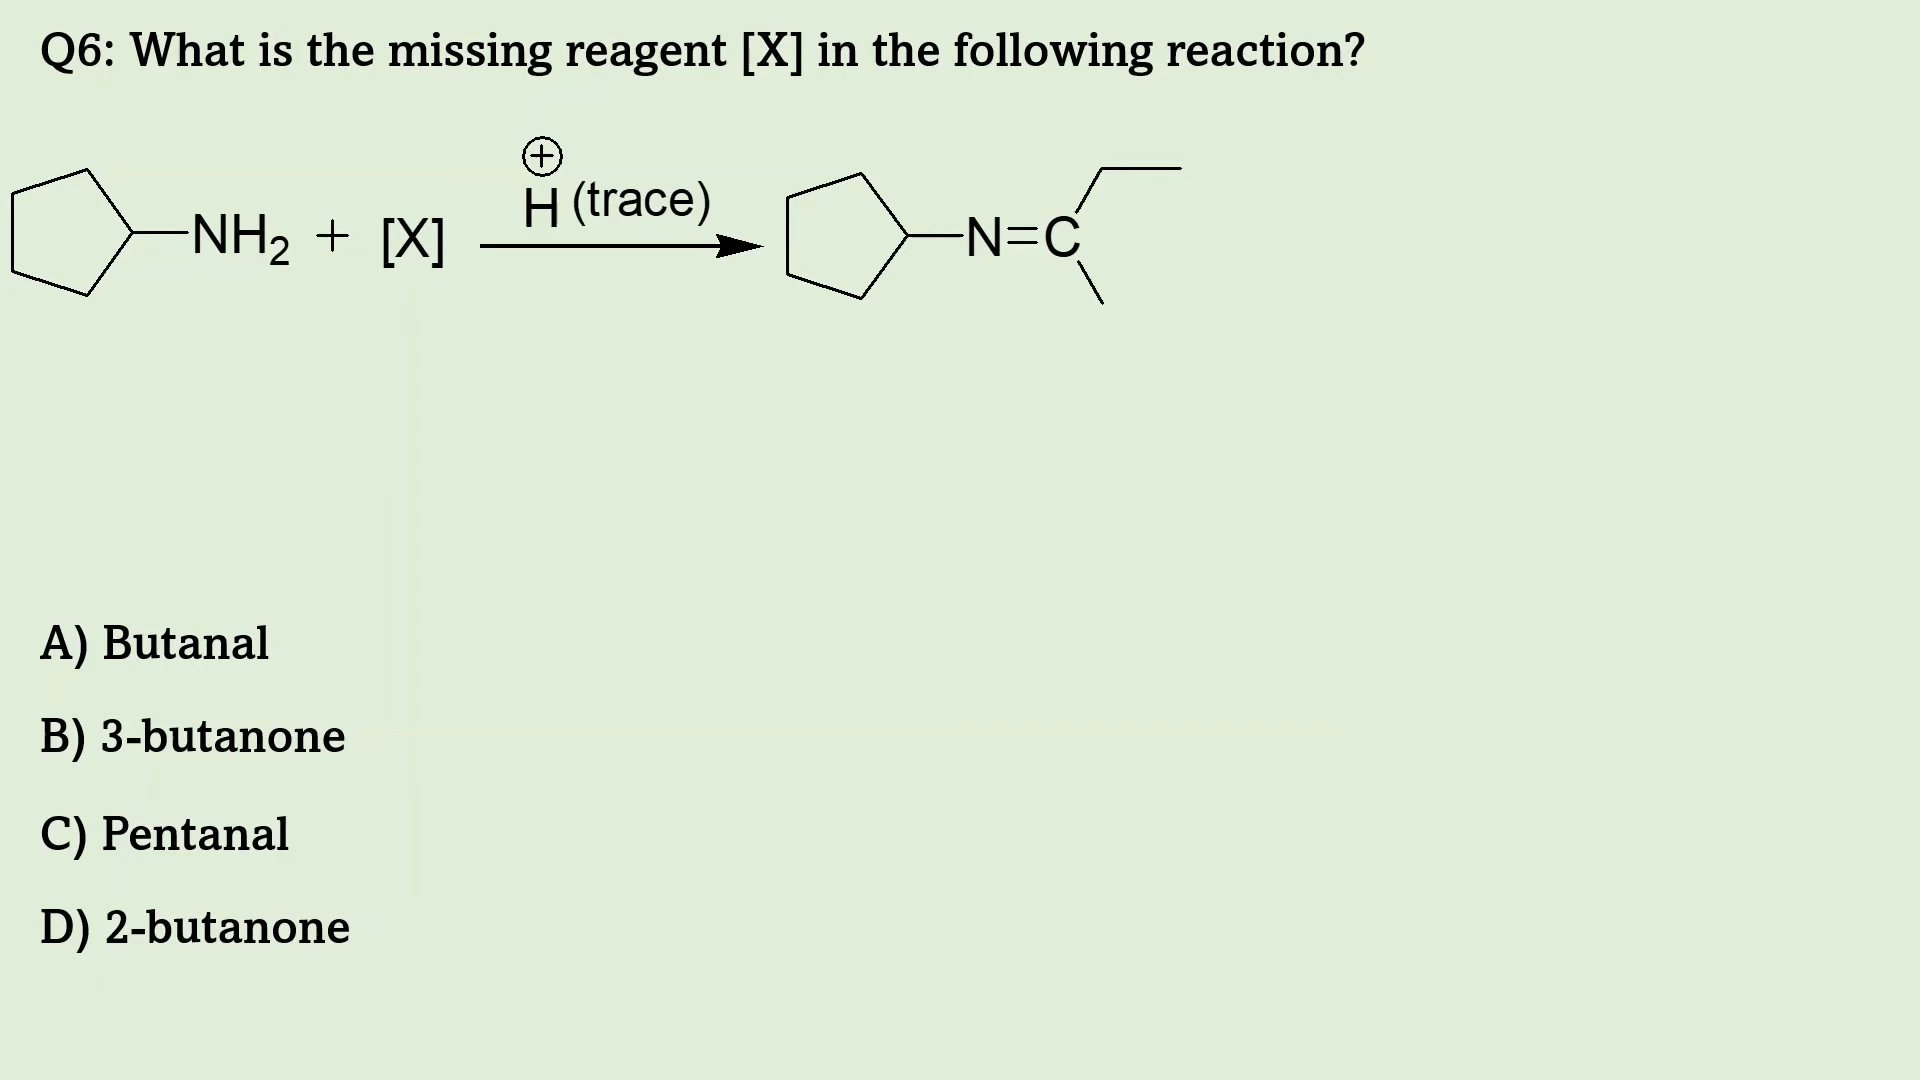 Q6: What is the missing reagent [X] in the following reaction?
⊕
H (trace)
NH₂ + [X]
N=C
A) Butanal
B) 3-butanone
C) Pentanal
D) 2-butanone